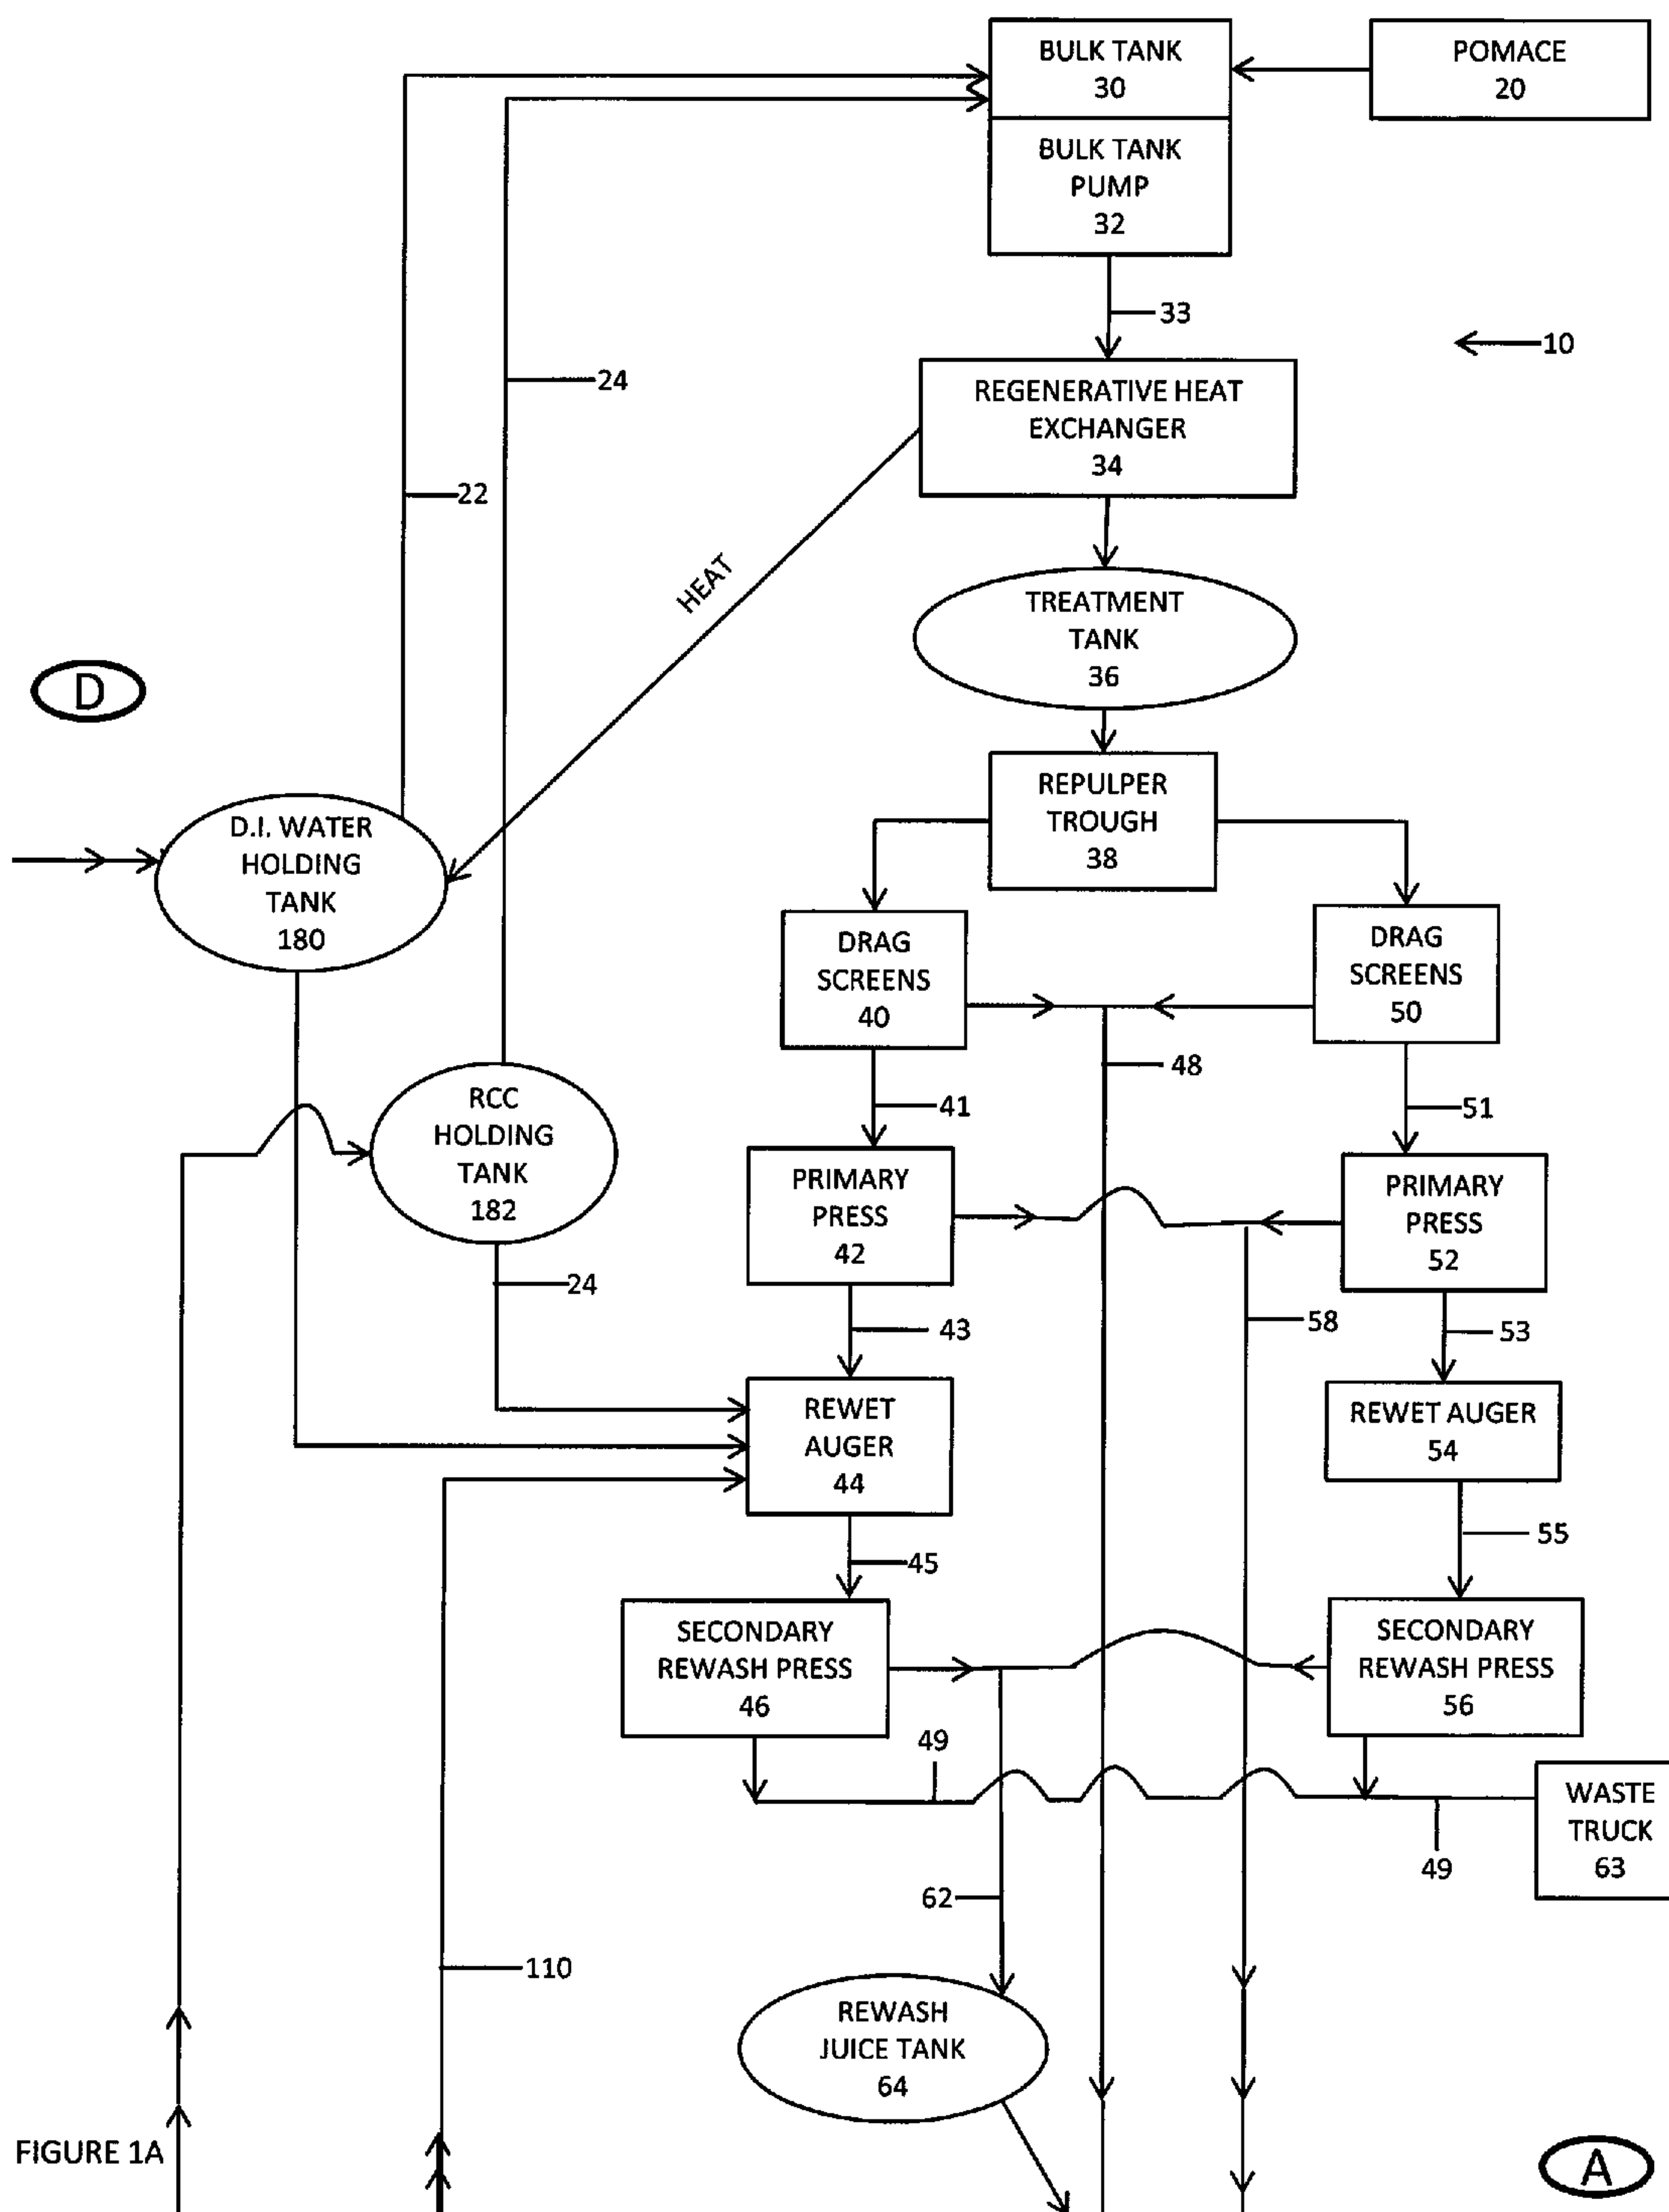 BULK TANK
30
POMACE
20
BULK TANK
PUMP
32
33
10
REGENERATIVE HEAT
EXCHANGER
34
24
22
HEAT
TREATMENT
TANK
36
D
REPULPER
TROUGH
38
D.I. WATER
HOLDING
TANK
180
DRAG
SCREENS
40
DRAG
SCREENS
50
48
RCC
HOLDING
TANK
182
41
51
PRIMARY
PRESS
42
PRIMARY
PRESS
52
24
43
58
53
REWET
AUGER
44
REWET AUGER
54
45
55
SECONDARY
REWASH PRESS
46
SECONDARY
REWASH PRESS
56
49
WASTE
TRUCK
63
49
62
110
REWASH
JUICE TANK
64
FIGURE 1A
A